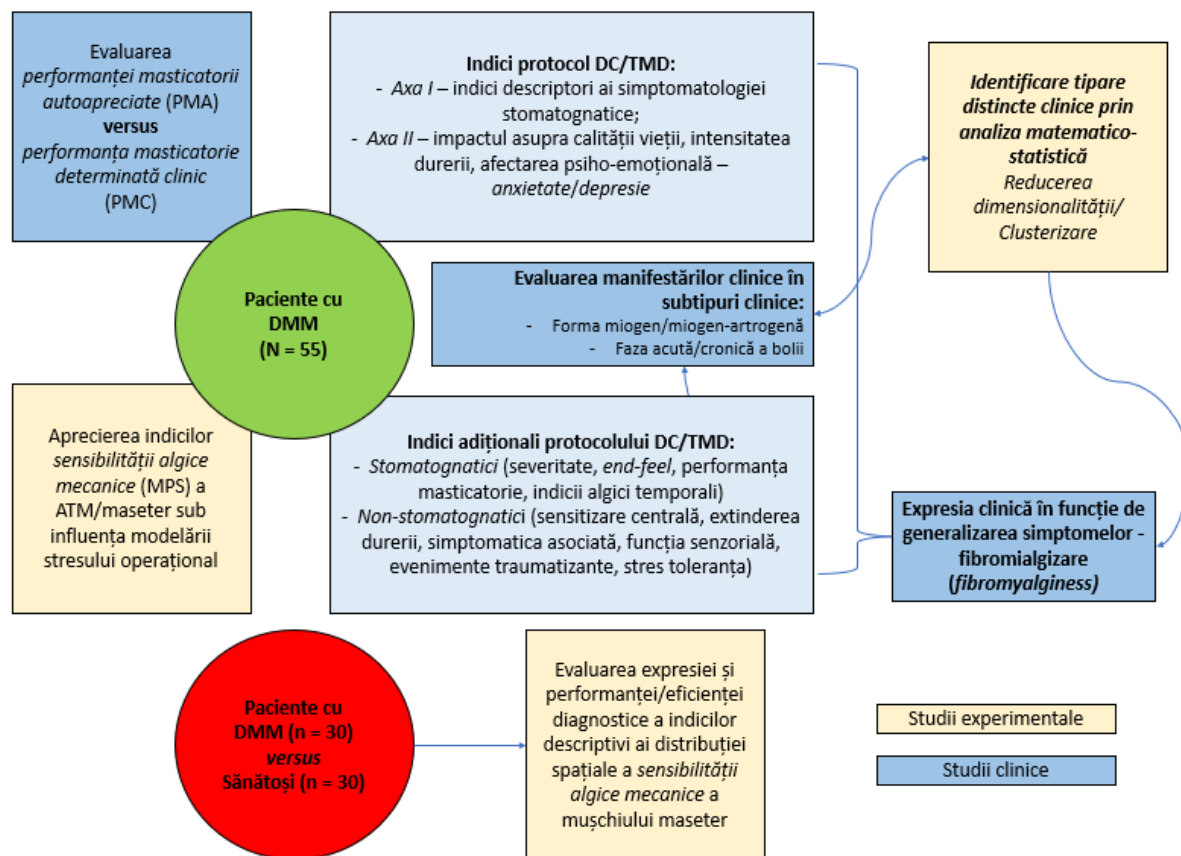 Evaluarea
performanței masticatorii
autoapreciate (PMA)
versus
performanța masticatorie
determinată clinic
(PMC)
Indici protocol DC/TMD:
- Axa I – indici descriptori ai simptomatologiei
stomatognatice;
- Axa II – impactul asupra calității vieții, intensitatea
durerii, afectarea psiho-emoțională –
anxietate/depresie
Identificare tipare
distincte clinice prin
analiza matematico-
statistică
Reducerea
dimensionalității/
Clusterizare
Paciente cu
DMM
(N = 55)
Evaluarea manifestărilor clinice în
subtipuri clinice:
- Forma miogen/miogen-artrogenă
- Faza acută/cronică a bolii
Aprecierea indicilor
sensibilității algice
mecanice (MPS) a
ATM/maseter sub
influența modelării
stresului operațional
Indici adiționali protocolului DC/TMD:
- Stomatognatici (severitate, end-feel, performanța
masticatorie, indicii algici temporali)
- Non-stomatognatici (sensitizare centrală, extinderea
durerii, simptomatica asociată, funcția senzorială,
evenimente traumatizante, stres toleranța)
Expresia clinică în funcție de
generalizarea simptomelor -
fibromialgizare
(fibromyalginess)
Paciente cu
DMM (n = 30)
versus
Sănătoși (n = 30)
Evaluarea expresiei și
performanței/eficienței
diagnostice a indicilor
descriptivi ai distribuției
spațiale a sensibilității
algice mecanice a
mușchiului maseter
Studii experimentale
Studii clinice